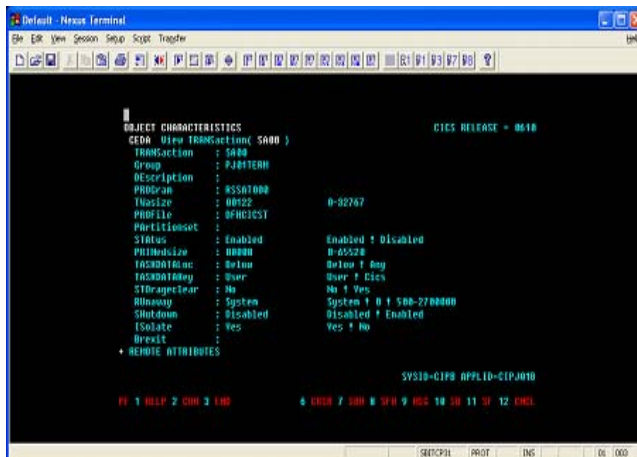 Default - Nexus Terminal
File Edit View Session Setup Script Transfer
OBJECT CHARACTERISTICS CICS RELEASE = 0610
CEDA View TRANSaction( SA00 )
TRANSaction : SA00
Group : PJ01TERM
DEscription :
PROGram : RSSAT000
TWasize : 00122 0-32767
PROFile : DFHCICST
PArtitionset :
STAtus : Enabled Enabled ! Disabled
PRIMedsize : 00000 0-65520
TASKDATALoc : Below Below ! Any
TASKDATAKey : User User ! Cics
STOrageclear : No No ! Yes
RUnaway : System System ! 0 ! 500-2700000
SHutdown : Disabled Disabled ! Enabled
ISolate : Yes Yes ! No
Brexit :
+ REMOTE ATTRIBUTES
SYSID=CIPB APPLID=CIPJ01B
PF 1 HELP 2 COM 3 END 6 CRSR 7 SBH 8 SFH 9 MSG 10 SB 11 SF 12 CNCL
PROT INS 01 003